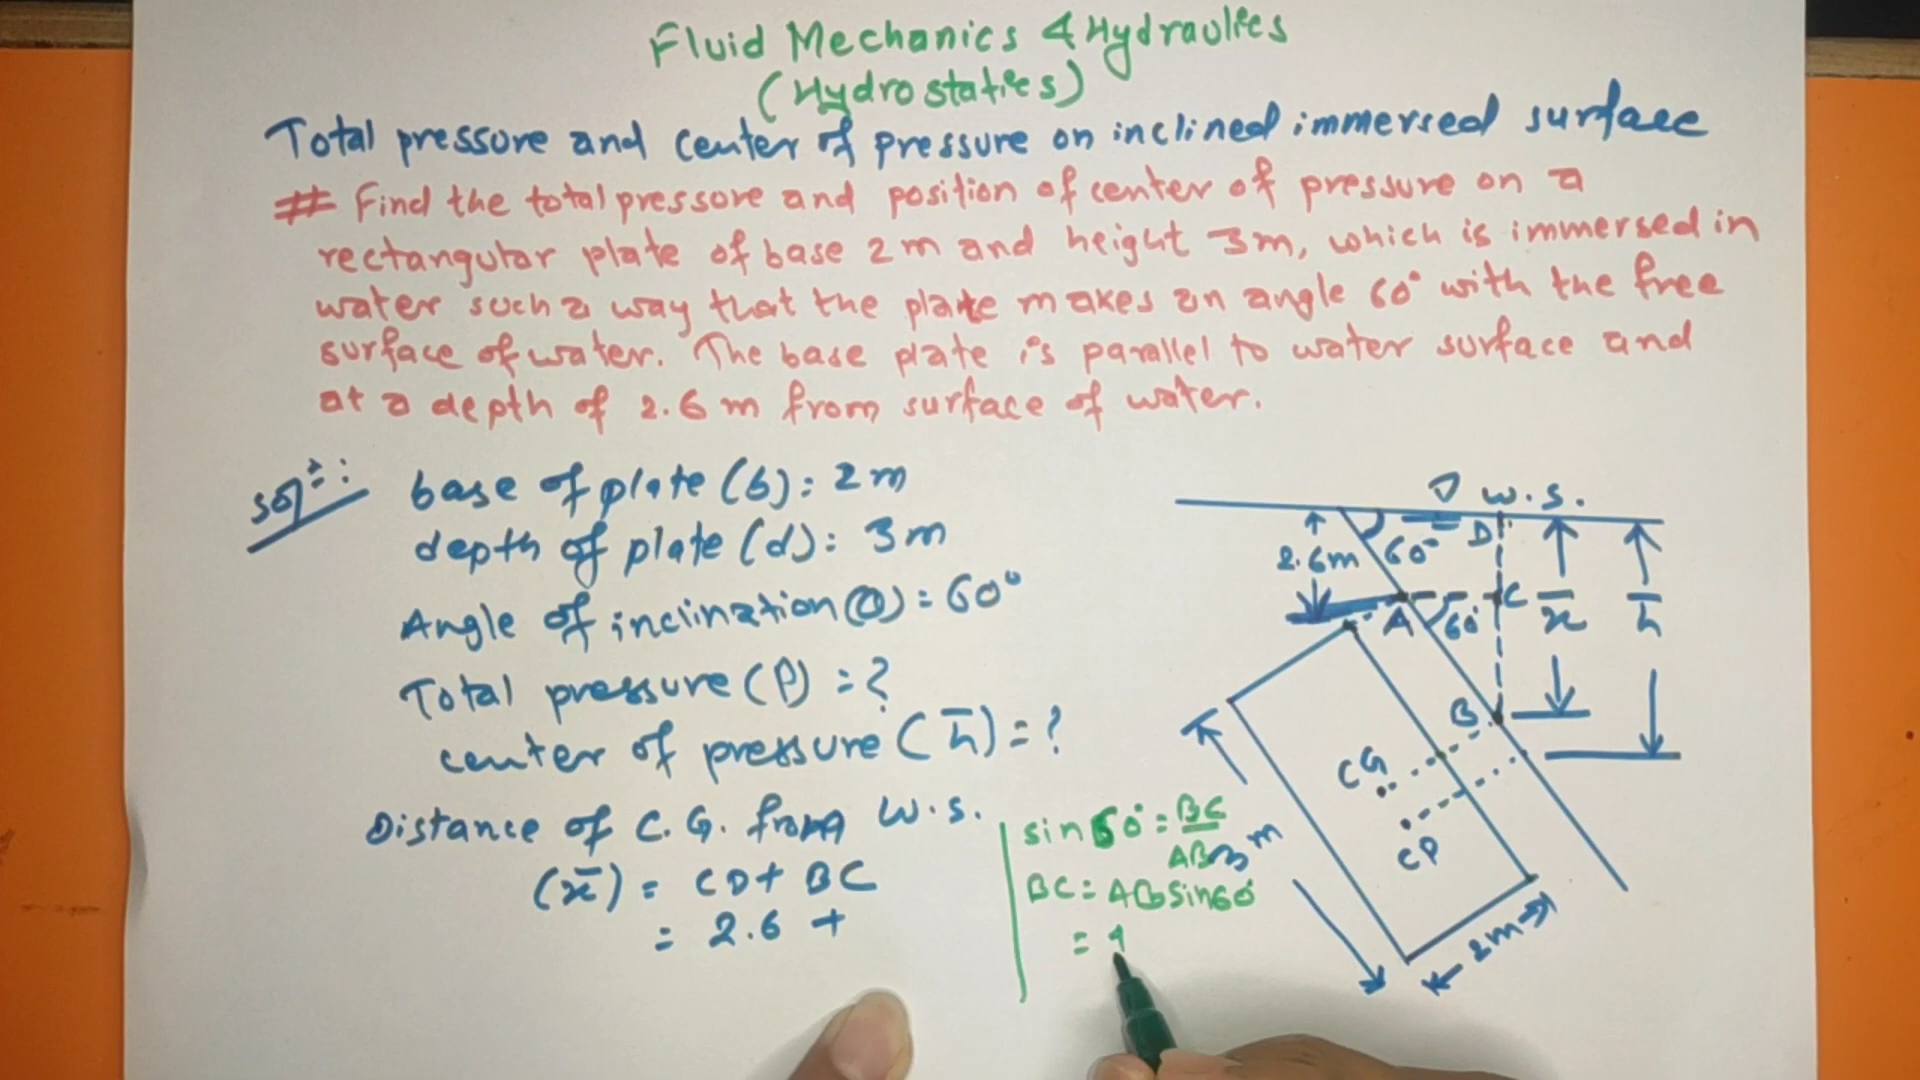 Fluid Mechanics & Hydraulics
(Hydrostatics)
Total pressure and center of pressure on inclined immersed surface
# Find the total pressure and position of center of pressure on a
rectangular plate of base 2m and height 3m, which is immersed in
water such a way that the plate makes an angle 60° with the free
surface of water. The base plate is parallel to water surface and
at a depth of 2.6 m from surface of water.
Solⁿ:
base of plate (b) = 2m
depth of plate (d) = 3m
Angle of inclination (θ) = 60°
Total pressure (P) = ?
center of pressure (h̄) = ?
Distance of C.G. from W.S.
(x̄) = CD + BC
= 2.6 +
sin 60° = BC
AB
BC = AB sin 60°
= 1
W.S.
2.6m
60°
D
A
60°
C
x̄
h̄
B
CG
CP
3m
2m